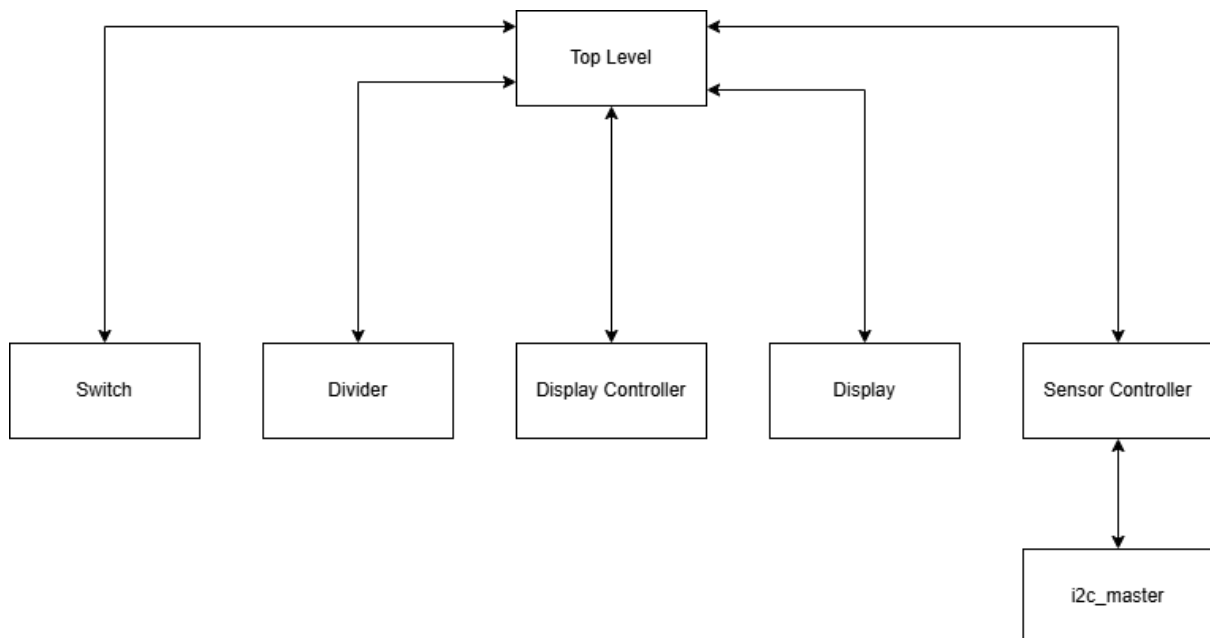 Top Level
Switch
Divider
Display Controller
Display
Sensor Controller
i2c_master